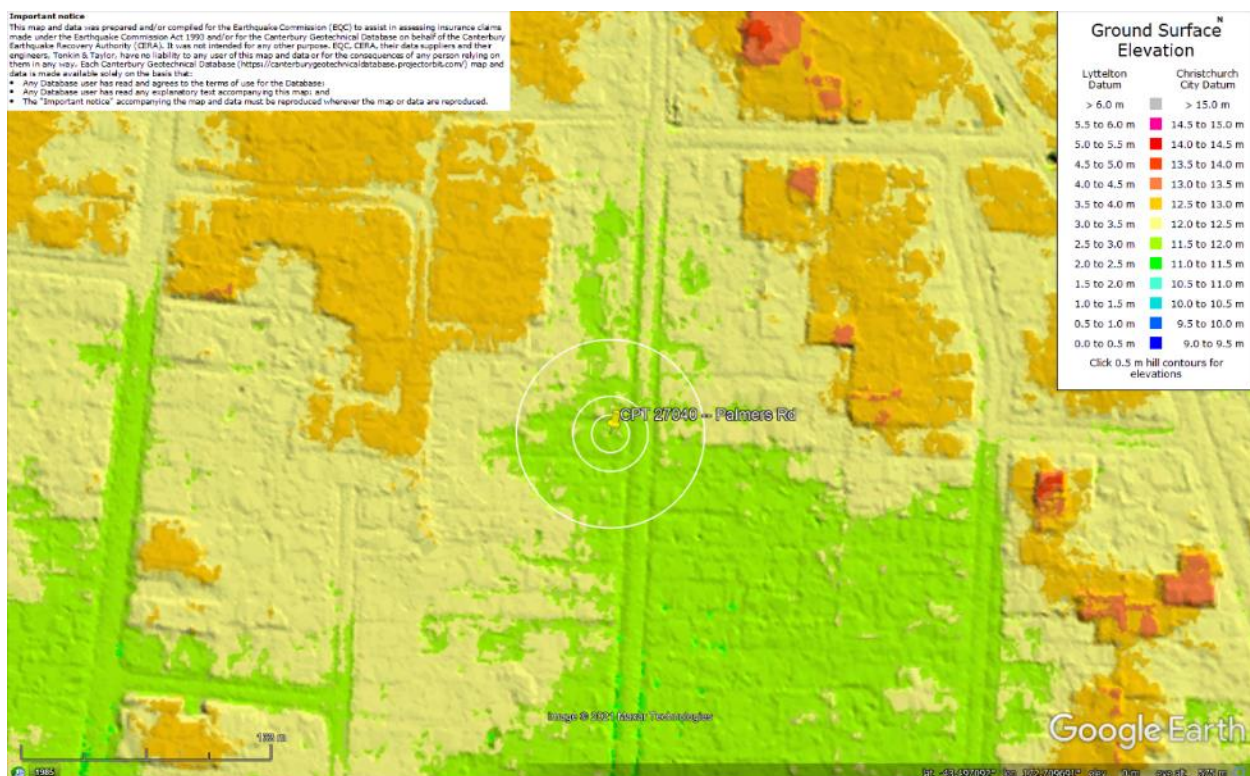 Important notice
This map and data was prepared and/or compiled for the Earthquake Commission (EQC) to assist in assessing insurance claims
made under the Earthquake Commission Act 1993 and/or for the Canterbury Geotechnical Database on behalf of the Canterbury
Earthquake Recovery Authority (CERA). It was not intended for any other purpose. EQC, CERA, their data suppliers and their
engineers, Tonkin & Taylor, have no liability to any user of this map and data or for the consequences of any person relying on
them in any way. Each Canterbury Geotechnical Database (https://canterburygeotechnicaldatabase.projectorbit.com/) map and
data is made available solely on the basis that:
• Any Database user has read and agrees to the terms of use for the Database;
• Any Database user has read any explanatory text accompanying this map; and
• The "Important notice" accompanying the map and data must be reproduced wherever the map or data are reproduced.
N
Ground Surface
Elevation
Lyttelton Datum Christchurch City Datum
> 6.0 m > 15.0 m
5.5 to 6.0 m 14.5 to 15.0 m
5.0 to 5.5 m 14.0 to 14.5 m
4.5 to 5.0 m 13.5 to 14.0 m
4.0 to 4.5 m 13.0 to 13.5 m
3.5 to 4.0 m 12.5 to 13.0 m
3.0 to 3.5 m 12.0 to 12.5 m
2.5 to 3.0 m 11.5 to 12.0 m
2.0 to 2.5 m 11.0 to 11.5 m
1.5 to 2.0 m 10.5 to 11.0 m
1.0 to 1.5 m 10.0 to 10.5 m
0.5 to 1.0 m 9.5 to 10.0 m
0.0 to 0.5 m 9.0 to 9.5 m
Click 0.5 m hill contours for
elevations
CPT 27040 -- Palmers Rd
Image © 2021 Maxar Technologies
Google Earth
1985
lat lon elev 0 m eye alt 575 m